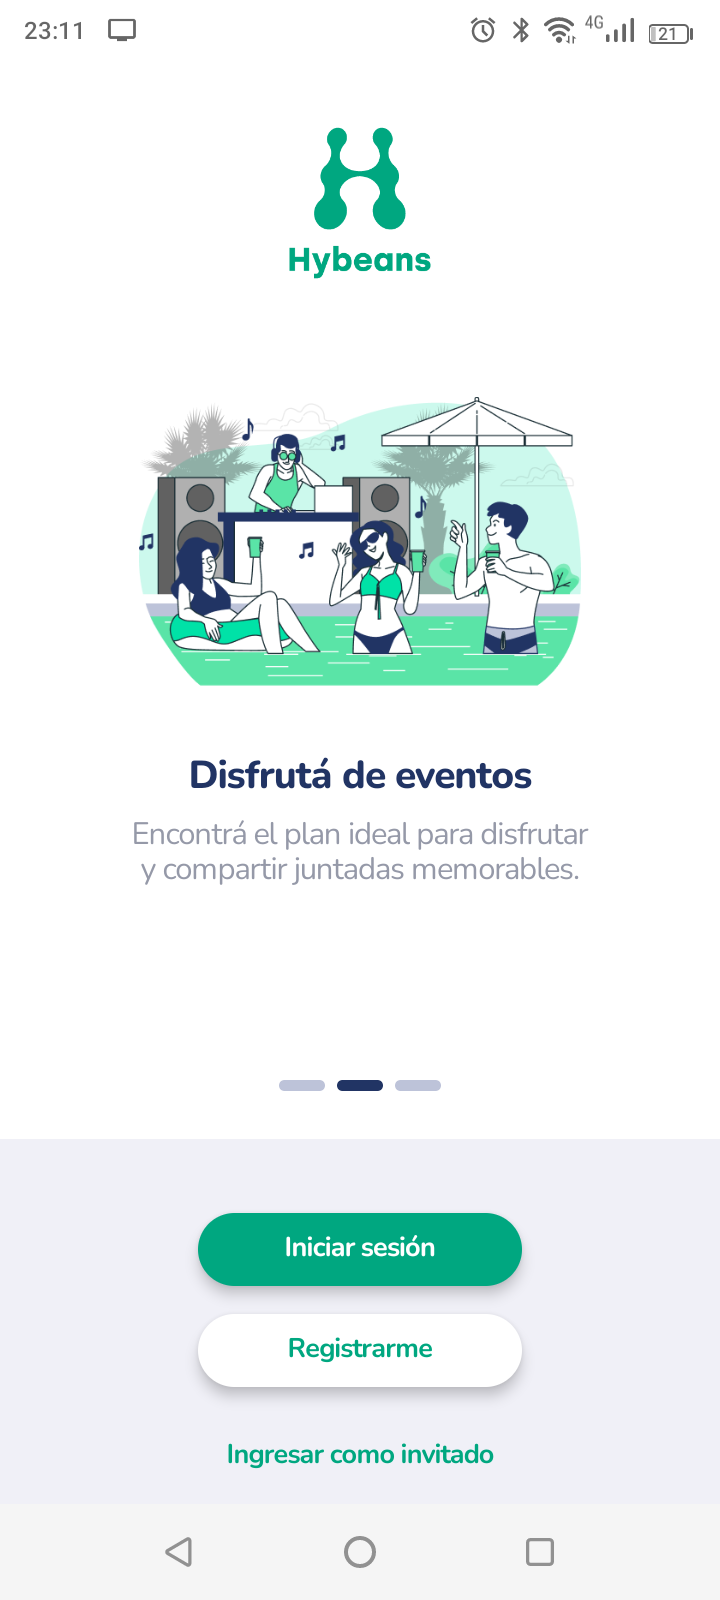 23:11
4G
21
Hybeans
Disfrutá de eventos
Encontrá el plan ideal para disfrutar
y compartir juntadas memorables.
Iniciar sesión
Registrarme
Ingresar como invitado